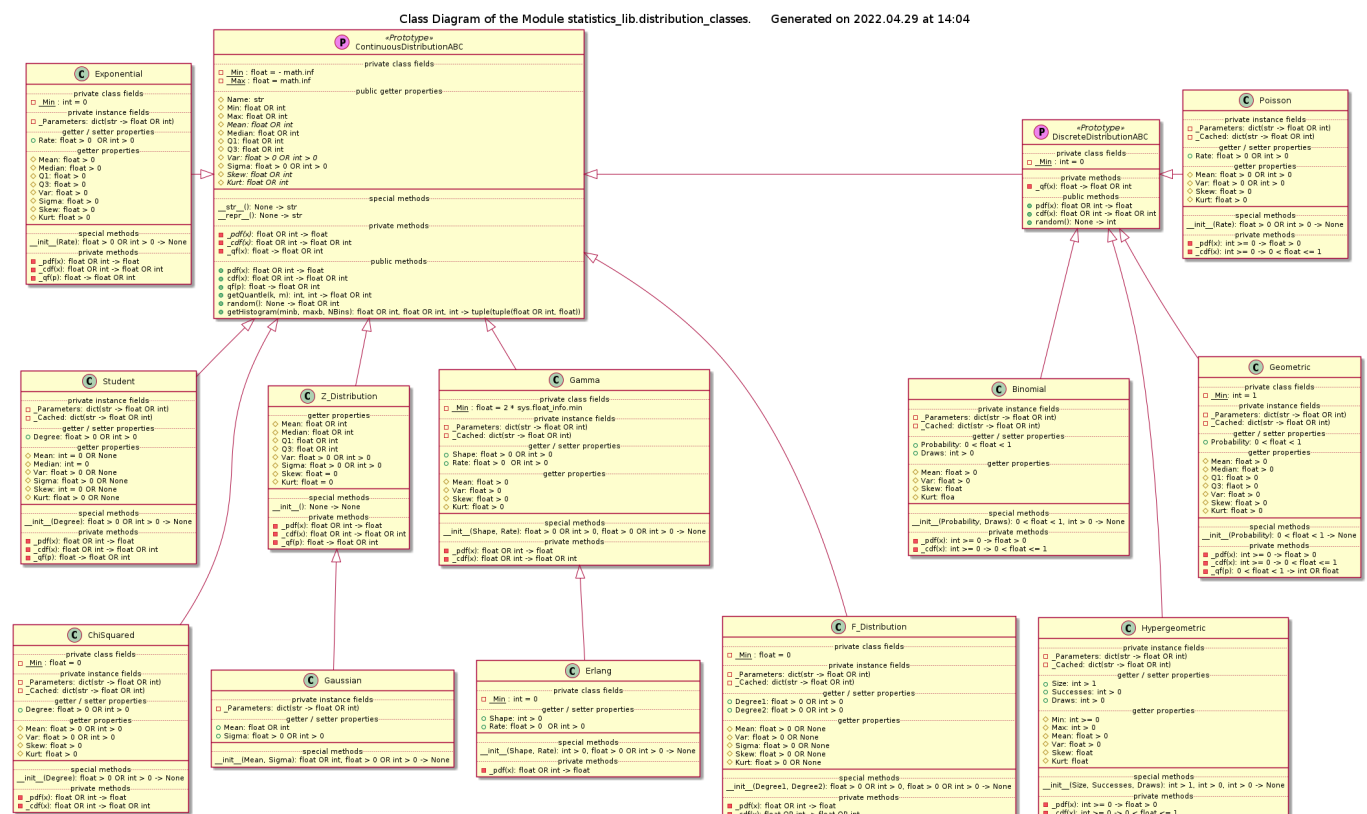 Class Diagram of the Module statistics_lib.distribution_classes. Generated on 2022.04.29 at 14:04
C Exponential
private class fields
_Min : int = 0
private instance fields
_Parameters: dict(str -> float OR int)
getter / setter properties
Rate: float > 0 OR int > 0
getter properties
Mean: float > 0
Median: float > 0
Q1: float > 0
Q3: float > 0
Var: float > 0
Sigma: float > 0
Skew: float > 0
Kurt: float > 0
special methods
__init__(Rate): float > 0 OR int > 0 -> None
private methods
_pdf(x): float OR int -> float
_cdf(x): float OR int -> float OR int
_qf(p): float -> float OR int
P «Prototype»
ContinuousDistributionABC
private class fields
_Min : float = - math.inf
_Max : float = math.inf
public getter properties
Name: str
Min: float OR int
Max: float OR int
Mean: float OR int
Median: float OR int
Q1: float OR int
Q3: float OR int
Var: float > 0 OR int > 0
Sigma: float > 0 OR int > 0
Skew: float OR int
Kurt: float OR int
special methods
__str__(): None -> str
__repr__(): None -> str
private methods
_pdf(x): float OR int -> float
_cdf(x): float OR int -> float OR int
_qf(x): float -> float OR int
public methods
pdf(x): float OR int -> float
cdf(x): float OR int -> float OR int
qf(p): float -> float OR int
getQuantle(k, m): int, int -> float OR int
random(): None -> float OR int
getHistogram(minb, maxb, NBins): float OR int, float OR int, int -> tuple(tuple(float OR int, float))
P «Prototype»
DiscreteDistributionABC
private class fields
_Min : int = 0
private methods
_qf(x): float -> float OR int
public methods
pdf(x): float OR int -> float
cdf(x): float OR int -> float OR int
random(): None -> int
C Poisson
private instance fields
_Parameters: dict(str -> float OR int)
_Cached: dict(str -> float OR int)
getter / setter properties
Rate: float > 0 OR int > 0
getter properties
Mean: float > 0 OR int > 0
Var: float > 0 OR int > 0
Skew: float > 0
Kurt: float > 0
special methods
__init__(Rate): float > 0 OR int > 0 -> None
private methods
_pdf(x): int >= 0 -> float > 0
_cdf(x): int >= 0 -> 0 < float <= 1
C Student
private instance fields
_Parameters: dict(str -> float OR int)
_Cached: dict(str -> float OR int)
getter / setter properties
Degree: float > 0 OR int > 0
getter properties
Mean: int = 0 OR None
Median: int = 0
Var: float > 0 OR None
Sigma: float > 0 OR None
Skew: int = 0 OR None
Kurt: float > 0 OR None
special methods
__init__(Degree): float > 0 OR int > 0 -> None
private methods
_pdf(x): float OR int -> float
_cdf(x): float OR int -> float OR int
_qf(p): float -> float OR int
C Z_Distribution
getter properties
Mean: float OR int
Median: float OR int
Q1: float OR int
Q3: float OR int
Var: float > 0 OR int > 0
Sigma: float > 0 OR int > 0
Skew: float = 0
Kurt: float = 0
special methods
__init__(): None -> None
private methods
_pdf(x): float OR int -> float
_cdf(x): float OR int -> float OR int
_qf(p): float -> float OR int
C Gamma
private class fields
_Min : float = 2 * sys.float_info.min
private instance fields
_Parameters: dict(str -> float OR int)
_Cached: dict(str -> float OR int)
getter / setter properties
Shape: float > 0 OR int > 0
Rate: float > 0 OR int > 0
getter properties
Mean: float > 0
Var: float > 0
Skew: float > 0
Kurt: float > 0
special methods
__init__(Shape, Rate): float > 0 OR int > 0, float > 0 OR int > 0 -> None
private methods
_pdf(x): float OR int -> float
_cdf(x): float OR int -> float OR int
C Binomial
private instance fields
_Parameters: dict(str -> float OR int)
_Cached: dict(str -> float OR int)
getter / setter properties
Probability: 0 < float < 1
Draws: int > 0
getter properties
Mean: float > 0
Var: float > 0
Skew: float
Kurt: floa
special methods
__init__(Probability, Draws): 0 < float < 1, int > 0 -> None
private methods
_pdf(x): int >= 0 -> float > 0
_cdf(x): int >= 0 -> 0 < float <= 1
C Geometric
private class fields
_Min: int = 1
private instance fields
_Parameters: dict(str -> float OR int)
_Cached: dict(str -> float OR int)
getter / setter properties
Probability: 0 < float < 1
getter properties
Mean: float > 0
Median: float > 0
Q1: float > 0
Q3: flaot > 0
Var: float > 0
Skew: float > 0
Kurt: float > 0
special methods
__init__(Probability): 0 < float < 1 -> None
private methods
_pdf(x): int >= 0 -> float > 0
_cdf(x): int >= 0 -> 0 < float <= 1
_qf(p): 0 < float < 1 -> int OR float
C ChiSquared
private class fields
_Min : float = 0
private instance fields
_Parameters: dict(str -> float OR int)
_Cached: dict(str -> float OR int)
getter / setter properties
Degree: float > 0 OR int > 0
getter properties
Mean: float > 0 OR int > 0
Var: float > 0 OR int > 0
Skew: float > 0
Kurt: float > 0
special methods
__init__(Degree): float > 0 OR int > 0 -> None
private methods
_pdf(x): float OR int -> float
_cdf(x): float OR int -> float OR int
C Gaussian
private instance fields
_Parameters: dict(str -> float OR int)
getter / setter properties
Mean: float OR int
Sigma: float > 0 OR int > 0
special methods
__init__(Mean, Sigma): float OR int, float > 0 OR int > 0 -> None
C Erlang
private class fields
_Min : int = 0
getter / setter properties
Shape: int > 0
Rate: float > 0 OR int > 0
special methods
__init__(Shape, Rate): int > 0, float > 0 OR int > 0 -> None
private methods
_pdf(x): float OR int -> float
C F_Distribution
private class fields
_Min : float = 0
private instance fields
_Parameters: dict(str -> float OR int)
_Cached: dict(str -> float OR int)
getter / setter properties
Degree1: float > 0 OR int > 0
Degree2: float > 0 OR int > 0
getter properties
Mean: float > 0 OR None
Var: float > 0 OR None
Sigma: float > 0 OR None
Skew: float > 0 OR None
Kurt: float > 0 OR None
special methods
__init__(Degree1, Degree2): float > 0 OR int > 0, float > 0 OR int > 0 -> None
private methods
_pdf(x): float OR int -> float
_cdf(x): float OR int -> float OR int
C Hypergeometric
private instance fields
_Parameters: dict(str -> float OR int)
_Cached: dict(str -> float OR int)
getter / setter properties
Size: int > 1
Successes: int > 0
Draws: int > 0
getter properties
Min: int >= 0
Max: int > 0
Mean: float > 0
Var: float > 0
Skew: float
Kurt: float
special methods
__init__(Size, Successes, Draws): int > 1, int > 0, int > 0 -> None
private methods
_pdf(x): int >= 0 -> float > 0
_cdf(x): int >= 0 -> 0 < float <= 1